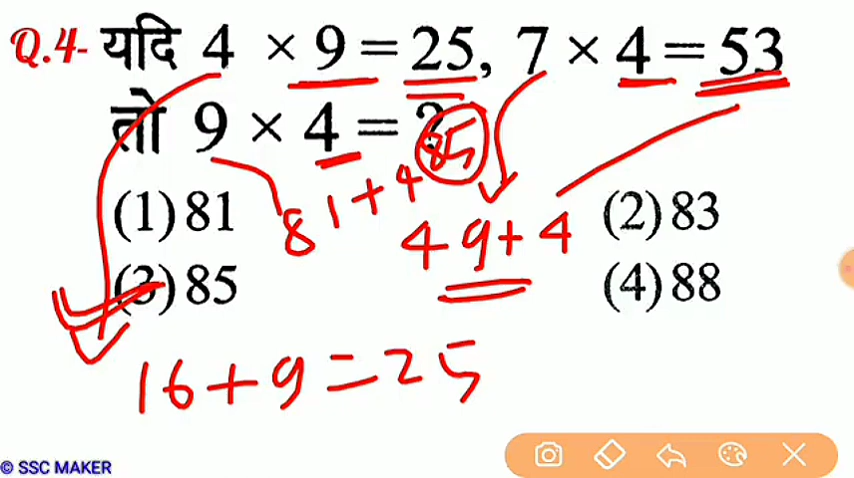 Q.4- यदि 4 × 9 = 25, 7 × 4 = 53
तो 9 × 4 = ?
85
81+4
49+4
(1) 81 (2) 83
(3) 85 (4) 88
16+9=25
© SSC MAKER